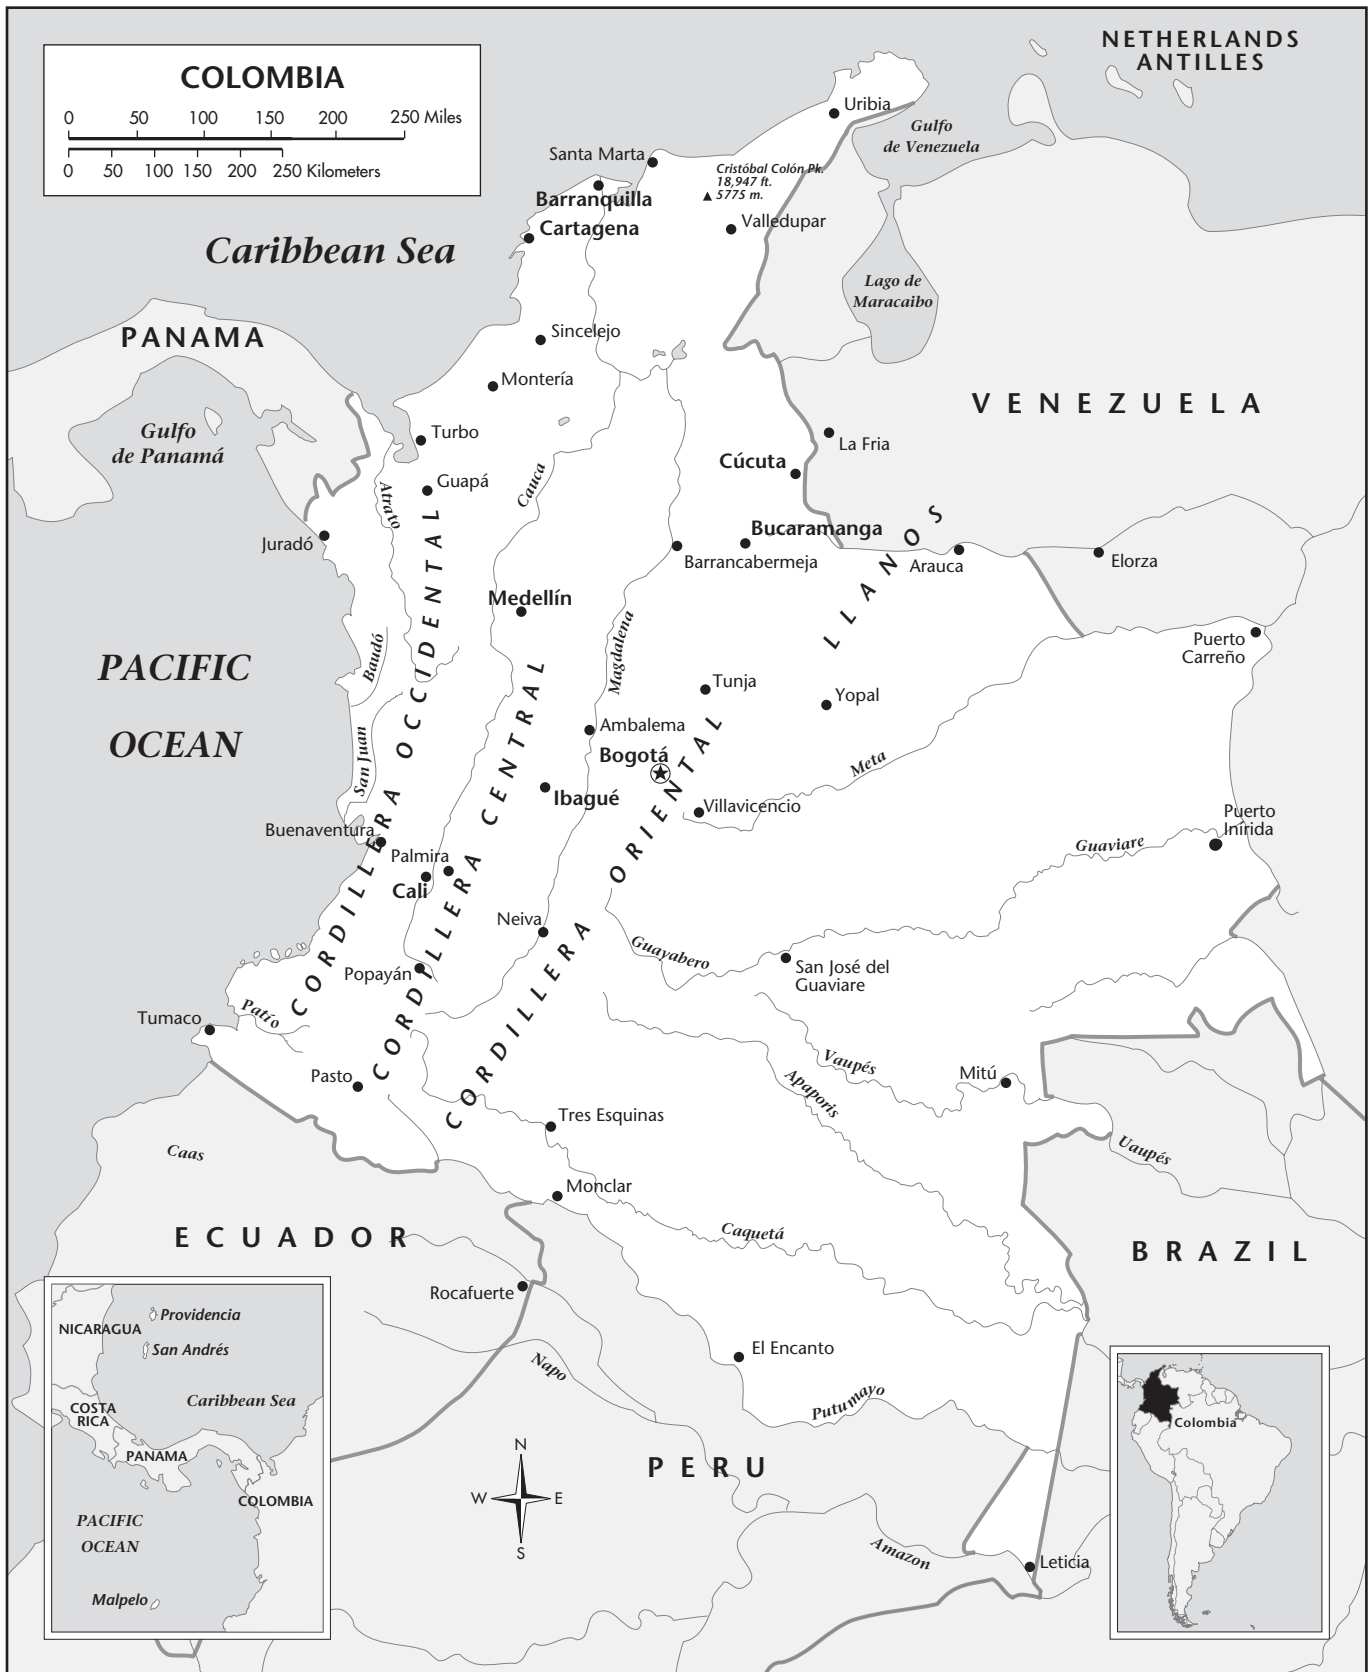 COLOMBIA
0 50 100 150 200 250 Miles
0 50 100 150 200 250 Kilometers
NETHERLANDS
ANTILLES
Uribia
Gulfo
de Venezuela
Santa Marta
Cristóbal Colón Pk.
18,947 ft.
5775 m.
Barranquilla
Cartagena
Valledupar
Caribbean Sea
Lago de
Maracaibo
PANAMA
Sincelejo
Montería
VENEZUELA
Gulfo
de Panamá
Turbo
La Fria
Cúcuta
Guapá
Cauca
Atrato
Juradó
Bucaramanga
Barrancabermeja
LLANOS
Arauca
Elorza
Medellín
Puerto
Carreño
Baudó
Magdalena
PACIFIC
OCEAN
Tunja
Yopal
Ambalema
Bogotá
Meta
San Juan
Ibagué
Villavicencio
CORDILLERA OCCIDENTAL
CORDILLERA CENTRAL
CORDILLERA ORIENTAL
Buenaventura
Palmira
Cali
Puerto
Inírida
Guaviare
Neiva
Guayabero
Popayán
San José del
Guaviare
Patío
Tumaco
Vaupés
Mitú
Apaporis
Pasto
Tres Esquinas
Caas
Uaupés
Monclar
ECUADOR
Caquetá
BRAZIL
Rocafuerte
El Encanto
Napo
Putumayo
PERU
N
W E
S
Amazon
Leticia
NICARAGUA
Providencia
San Andrés
Caribbean Sea
COSTA
RICA
PANAMA
COLOMBIA
PACIFIC
OCEAN
Malpelo
Colombia